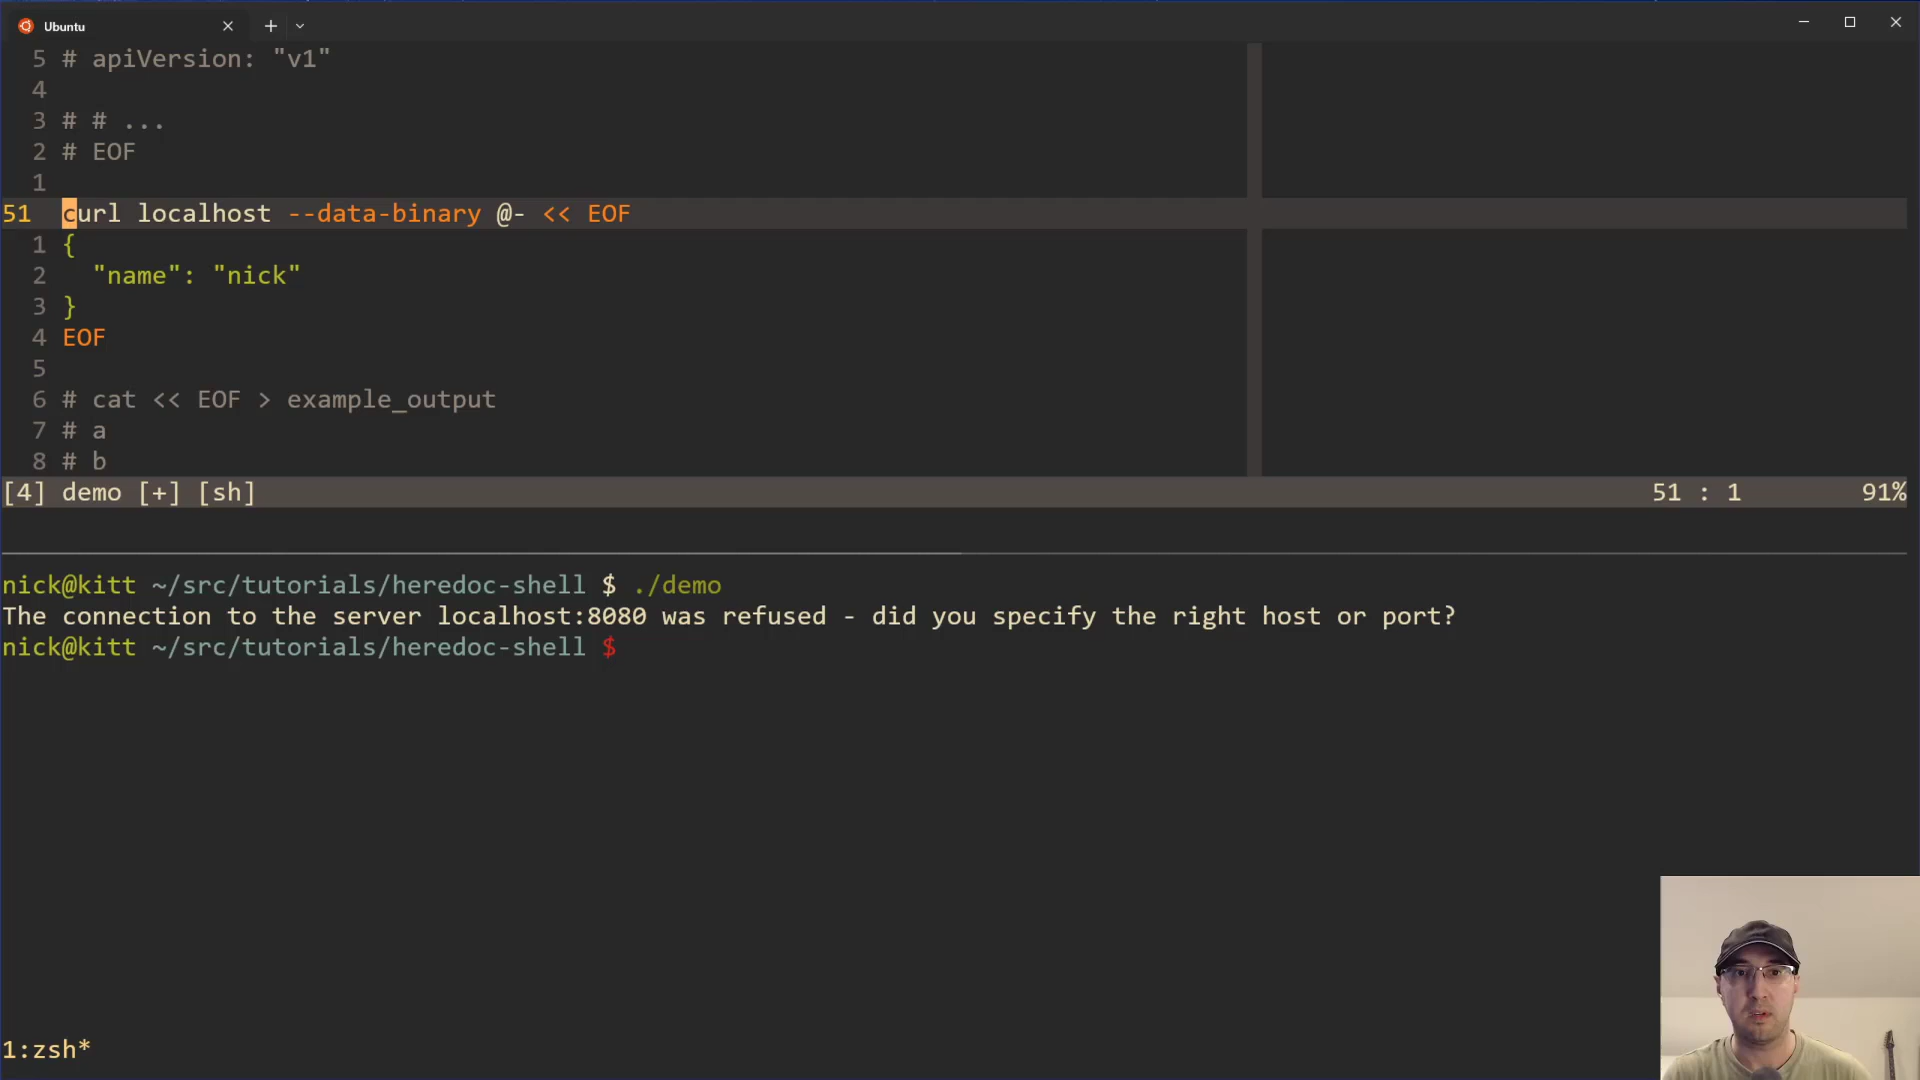 Ubuntu
5 # apiVersion: "v1"
4
3 # # ...
2 # EOF
1
51 curl localhost --data-binary @- << EOF
1 {
2   "name": "nick"
3 }
4 EOF
5
6 # cat << EOF > example_output
7 # a
8 # b
[4] demo [+] [sh] 51 : 1 91%
nick@kitt ~/src/tutorials/heredoc-shell $ ./demo
The connection to the server localhost:8080 was refused - did you specify the right host or port?
nick@kitt ~/src/tutorials/heredoc-shell $
1:zsh*